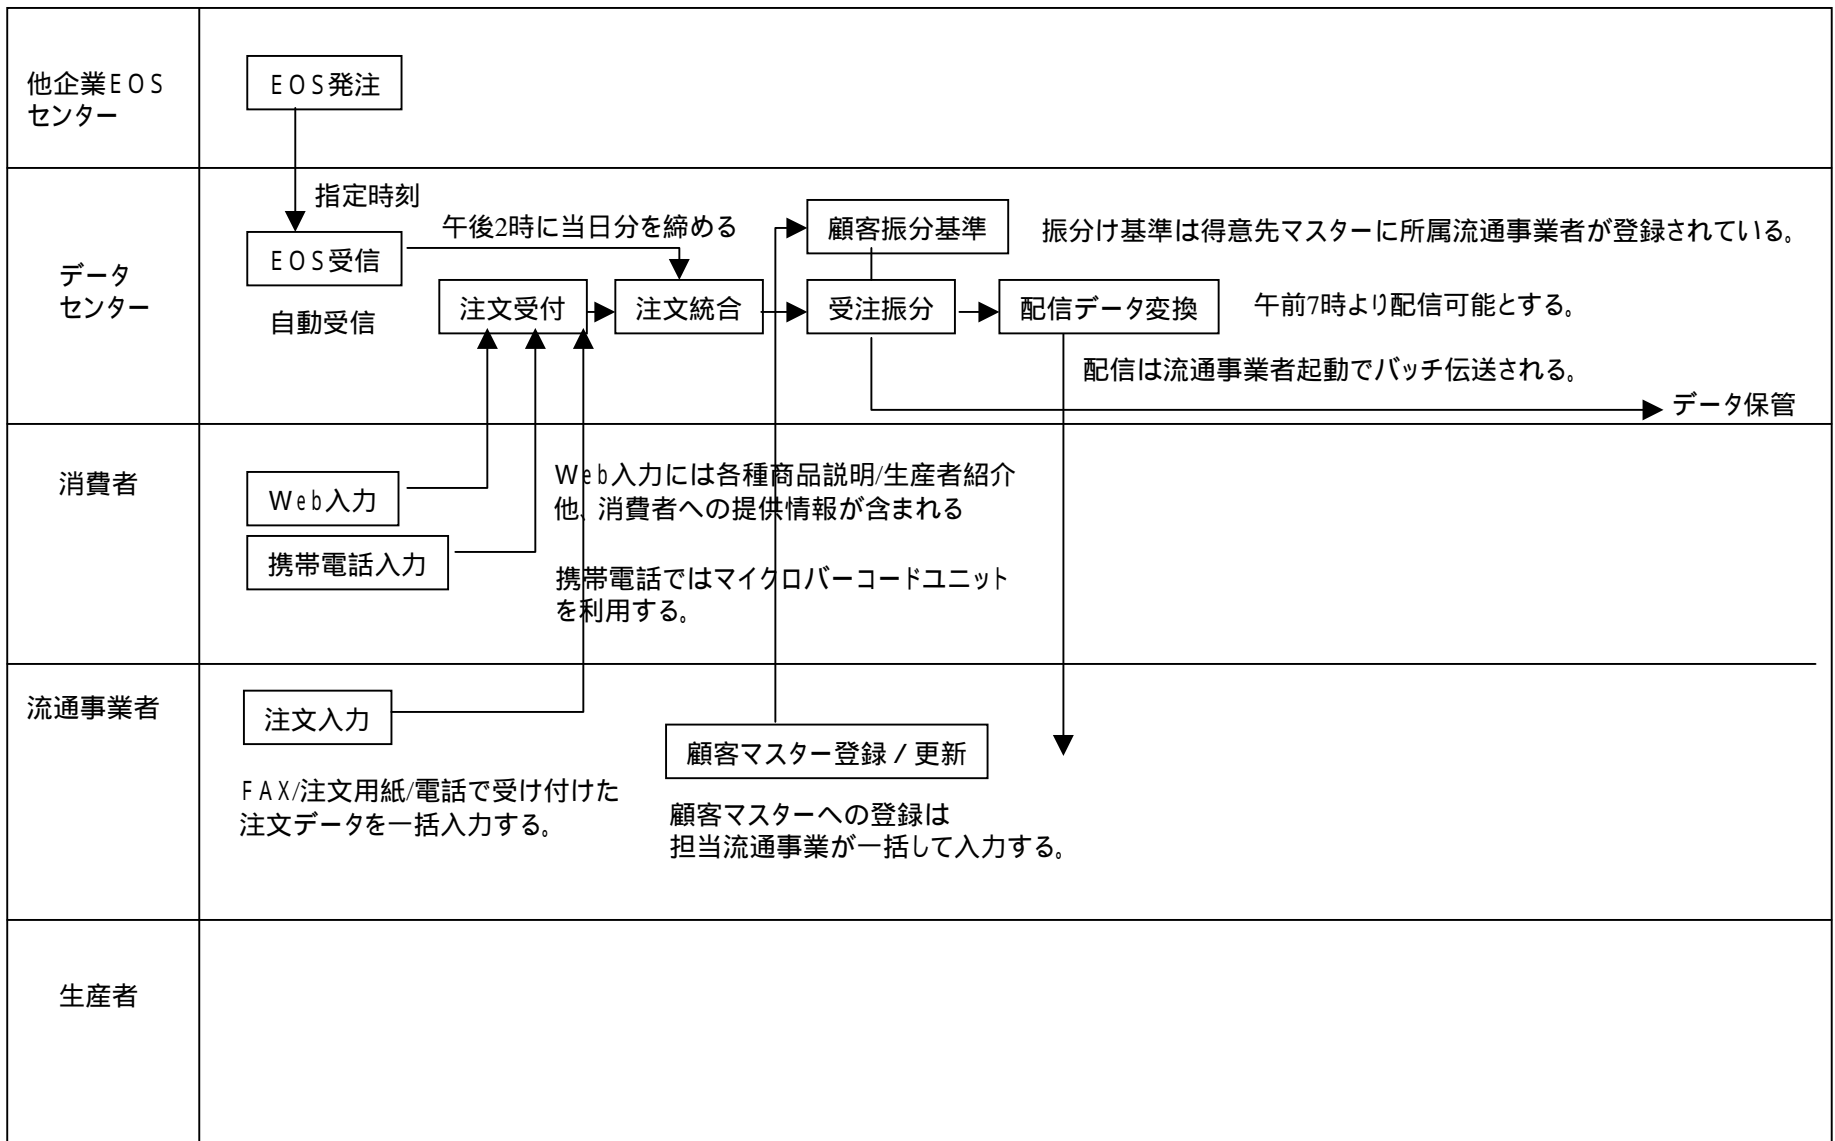 他企業ＥＯＳ
センター
ＥＯＳ発注
データ
センター
指定時刻
ＥＯＳ受信
自動受信
午後2時に当日分を締める
注文受付
注文統合
顧客振分基準
振分け基準は得意先マスターに所属流通事業者が登録されている。
受注振分
配信データ変換
午前7時より配信可能とする。
配信は流通事業者起動でバッチ伝送される。
データ保管
消費者
Ｗｅｂ入力
携帯電話入力
Ｗｅｂ入力には各種商品説明/生産者紹介
他、消費者への提供情報が含まれる
携帯電話ではマイクロバーコードユニット
を利用する。
流通事業者
注文入力
ＦＡＸ/注文用紙/電話で受け付けた
注文データを一括入力する。
顧客マスター登録／更新
顧客マスターへの登録は
担当流通事業が一括して入力する。
生産者